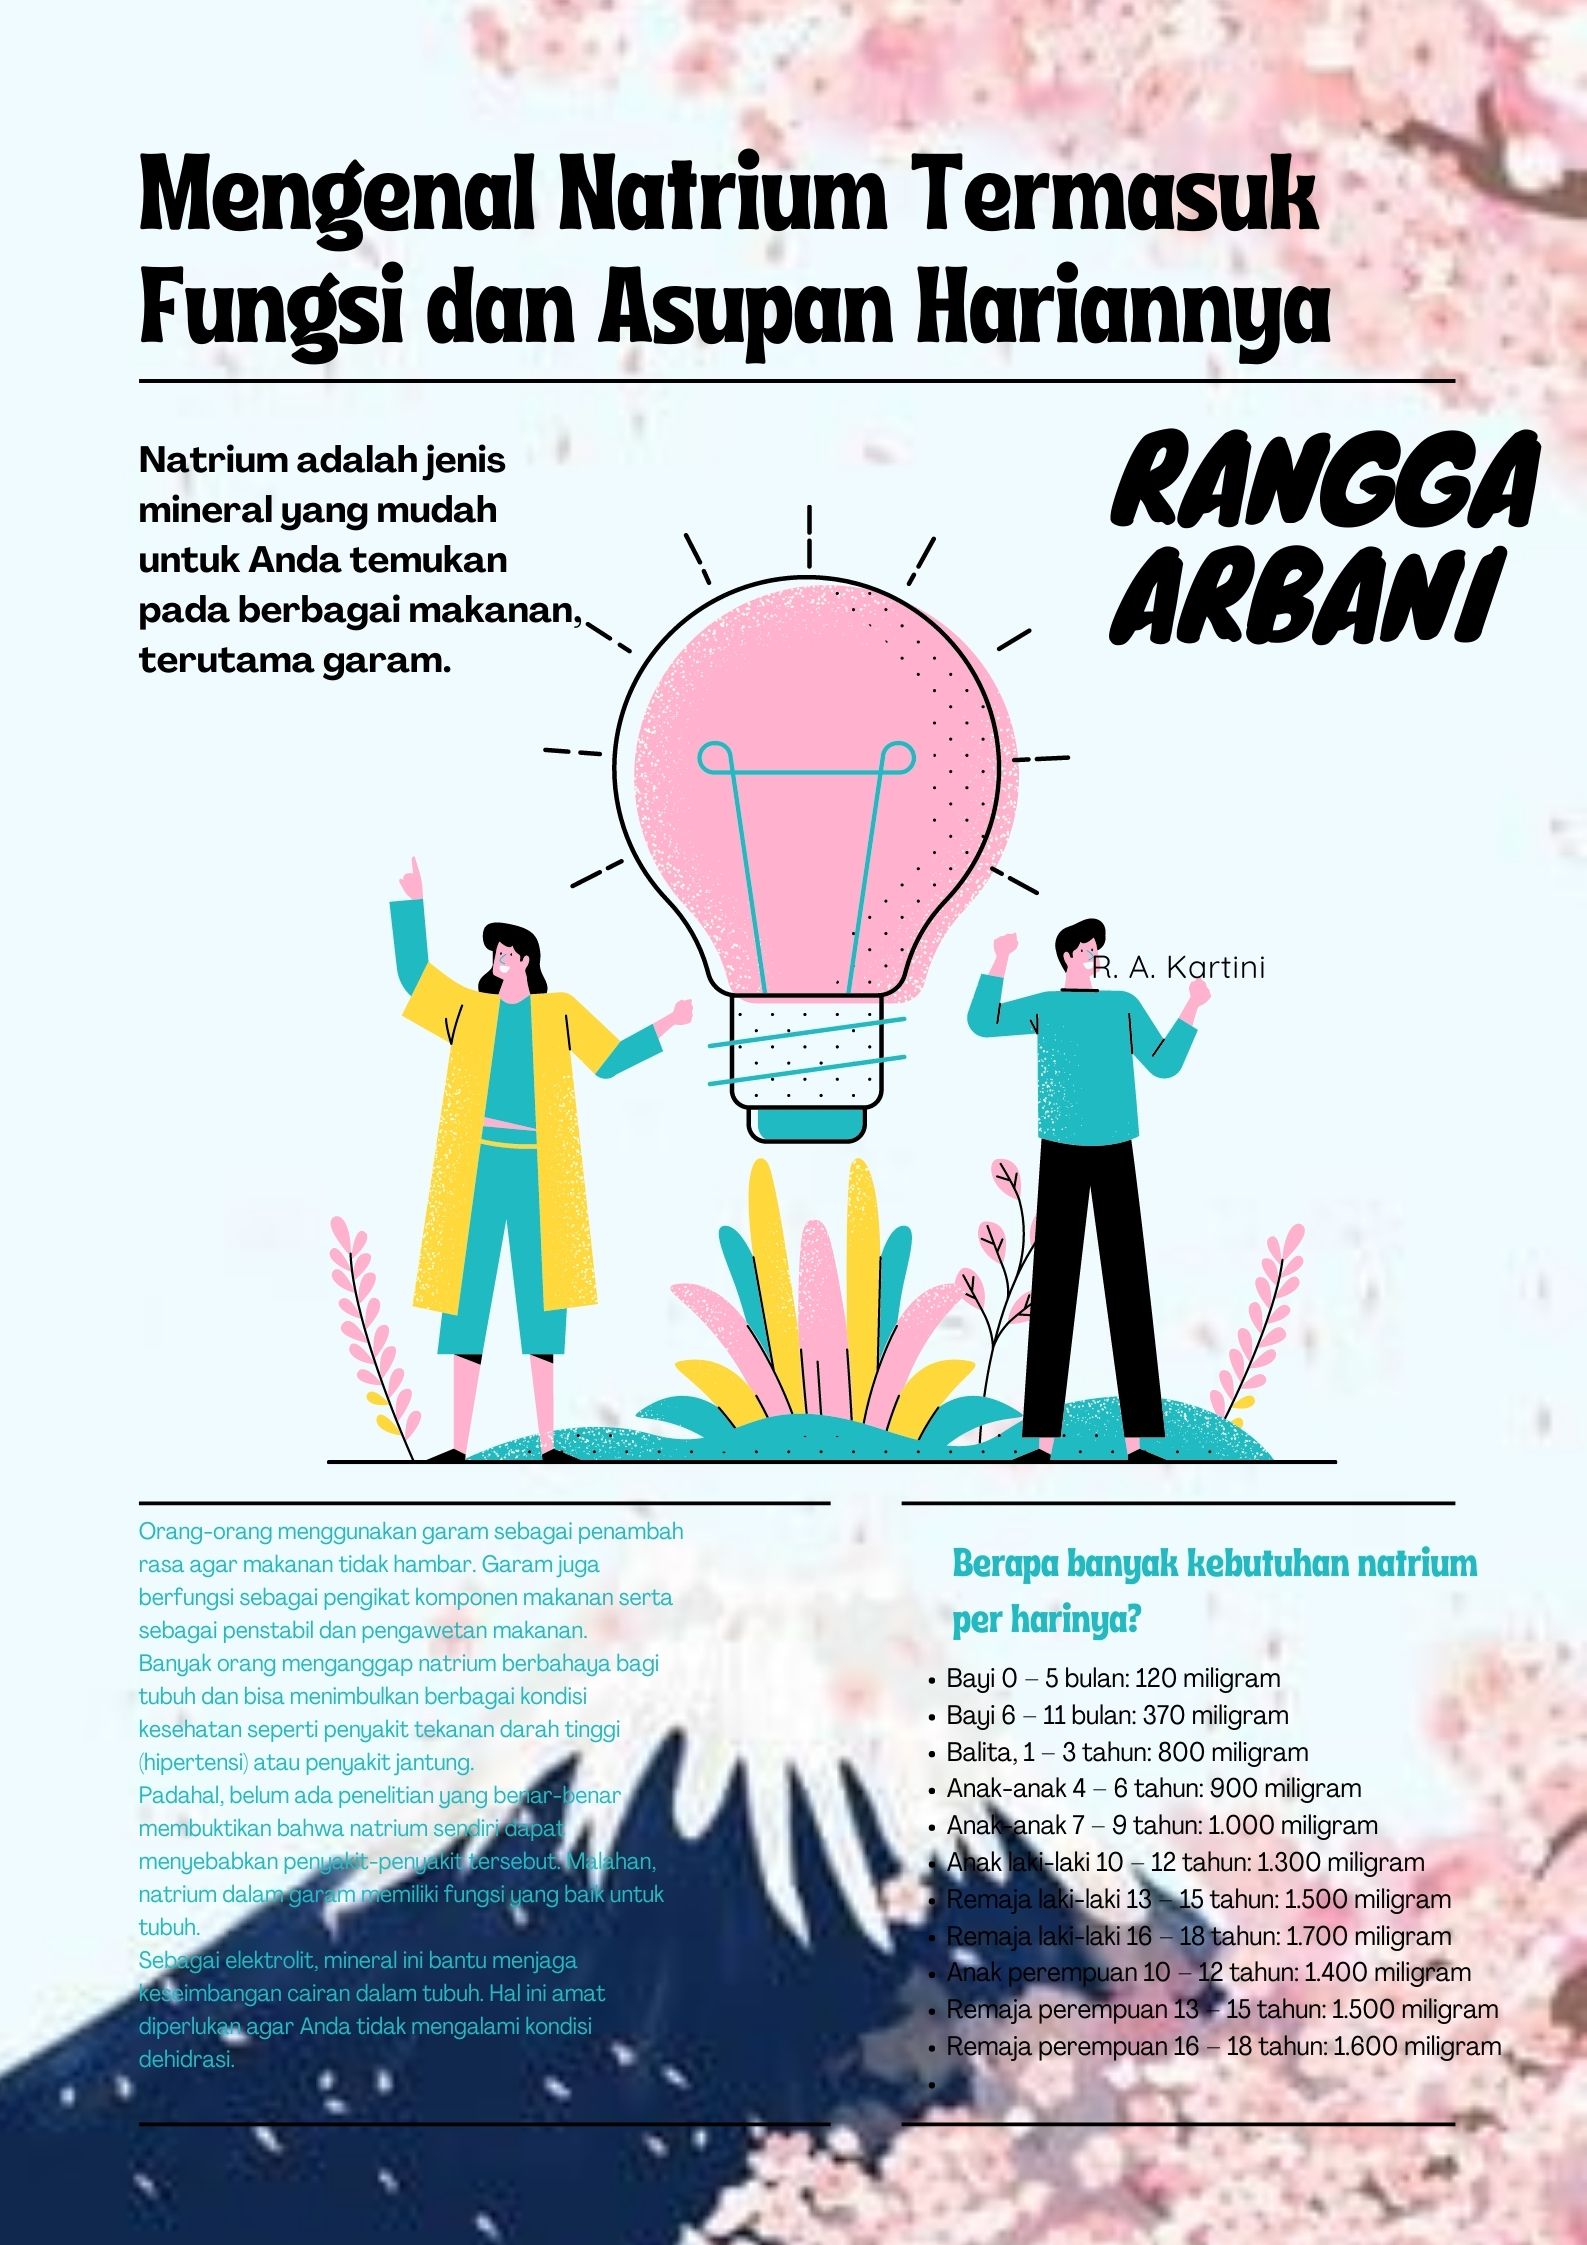 Mengenal Natrium Termasuk
Fungsi dan Asupan Hariannya
Natrium adalah jenis
mineral yang mudah
untuk Anda temukan
pada berbagai makanan,
terutama garam.
RANGGA
ARBANI
R. A. Kartini
Orang-orang menggunakan garam sebagai penambah
rasa agar makanan tidak hambar. Garam juga
berfungsi sebagai pengikat komponen makanan serta
sebagai penstabil dan pengawetan makanan.
Banyak orang menganggap natrium berbahaya bagi
tubuh dan bisa menimbulkan berbagai kondisi
kesehatan seperti penyakit tekanan darah tinggi
(hipertensi) atau penyakit jantung.
Padahal, belum ada penelitian yang benar-benar
membuktikan bahwa natrium sendiri dapat
menyebabkan penyakit-penyakit tersebut. Malahan,
natrium dalam garam memiliki fungsi yang baik untuk
tubuh.
Sebagai elektrolit, mineral ini bantu menjaga
keseimbangan cairan dalam tubuh. Hal ini amat
diperlukan agar Anda tidak mengalami kondisi
dehidrasi.
Berapa banyak kebutuhan natrium
per harinya?
• Bayi 0 – 5 bulan: 120 miligram
• Bayi 6 – 11 bulan: 370 miligram
• Balita, 1 – 3 tahun: 800 miligram
• Anak-anak 4 – 6 tahun: 900 miligram
• Anak-anak 7 – 9 tahun: 1.000 miligram
• Anak laki-laki 10 – 12 tahun: 1.300 miligram
• Remaja laki-laki 13 – 15 tahun: 1.500 miligram
• Remaja laki-laki 16 – 18 tahun: 1.700 miligram
• Anak perempuan 10 – 12 tahun: 1.400 miligram
• Remaja perempuan 13 – 15 tahun: 1.500 miligram
• Remaja perempuan 16 – 18 tahun: 1.600 miligram
•